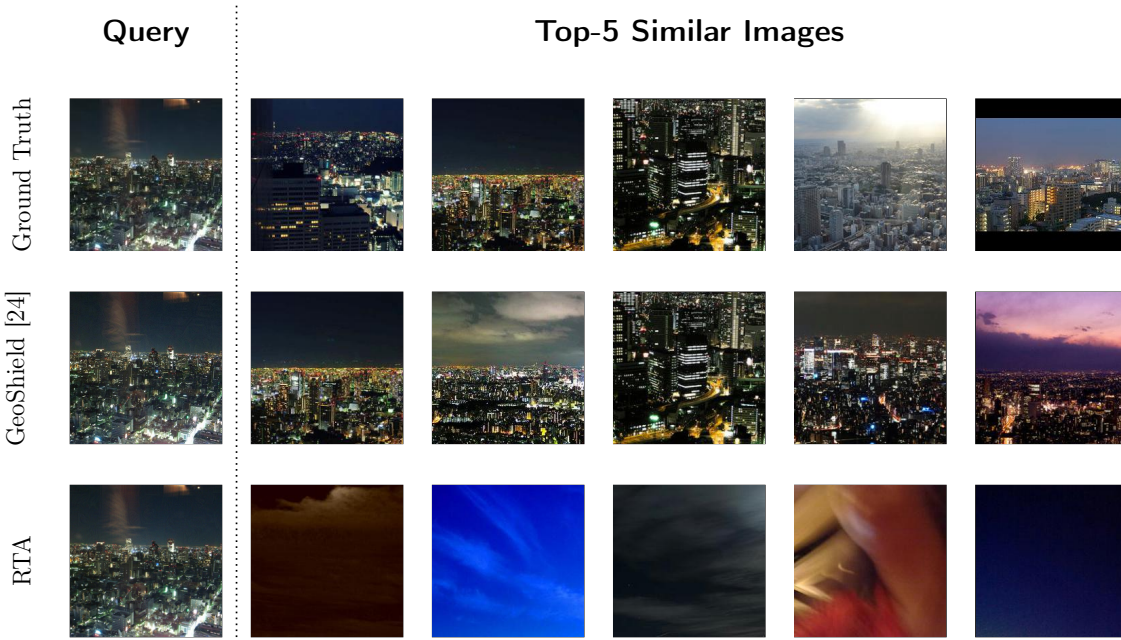 Query
Top-5 Similar Images
Ground Truth
GeoShield [24]
RTA